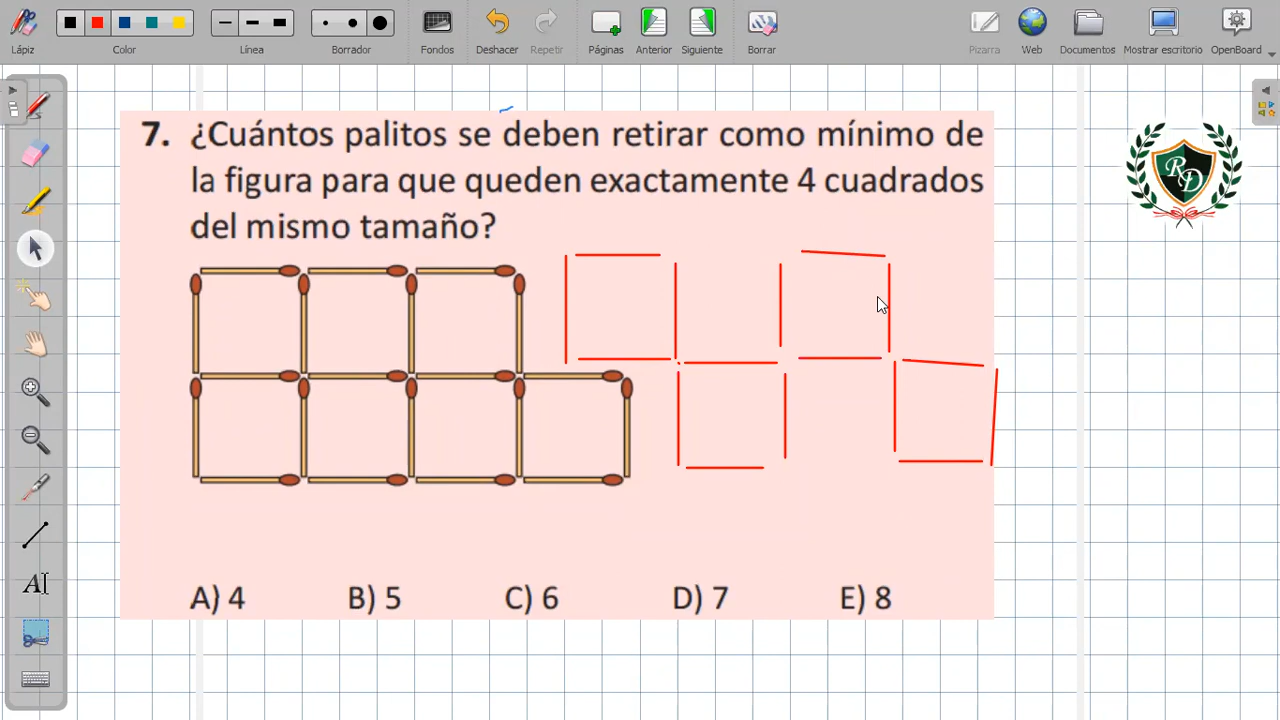 Lápiz
Color
Línea
Borrador
Fondos
Deshacer
Repetir
Páginas
Anterior
Siguiente
Borrar
Pizarra
Web
Documentos
Mostrar escritorio
OpenBoard
7. ¿Cuántos palitos se deben retirar como mínimo de
la figura para que queden exactamente 4 cuadrados
del mismo tamaño?
A) 4 B) 5 C) 6 D) 7 E) 8
RD
A